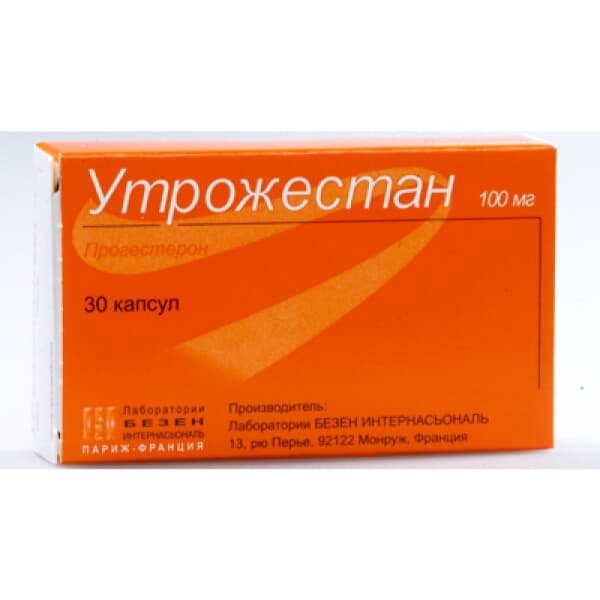 Утрожестан 100 мг
Прогестерон
30 капсул
Лаборатории
БЕЗЕН
ИНТЕРНАСЬОНАЛЬ
ПАРИЖ-ФРАНЦИЯ
Производитель:
Лаборатории БЕЗЕН ИНТЕРНАСЬОНАЛЬ
13, рю Перье, 92122 Монруж, Франция